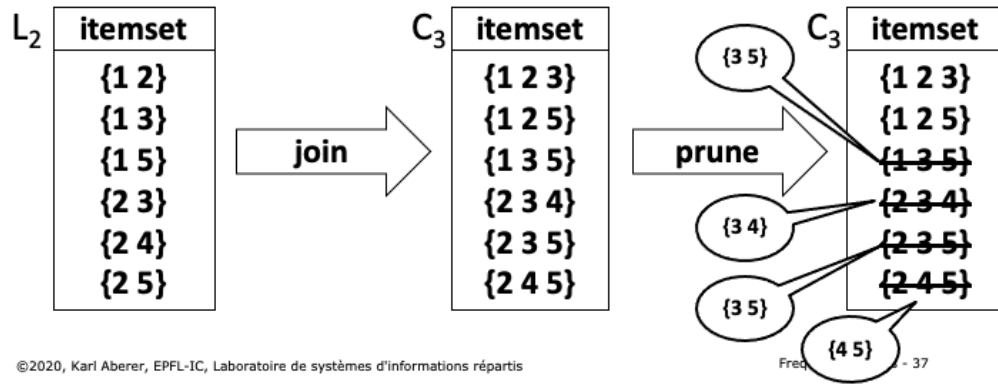 L2 itemset
{1 2}
{1 3}
{1 5}
{2 3}
{2 4}
{2 5}
join
C3 itemset
{1 2 3}
{1 2 5}
{1 3 5}
{2 3 4}
{2 3 5}
{2 4 5}
prune
{3 5}
{3 4}
{3 5}
{4 5}
C3 itemset
{1 2 3}
{1 2 5}
{1 3 5}
{2 3 4}
{2 3 5}
{2 4 5}
©2020, Karl Aberer, EPFL-IC, Laboratoire de systèmes d'informations répartis
- 37